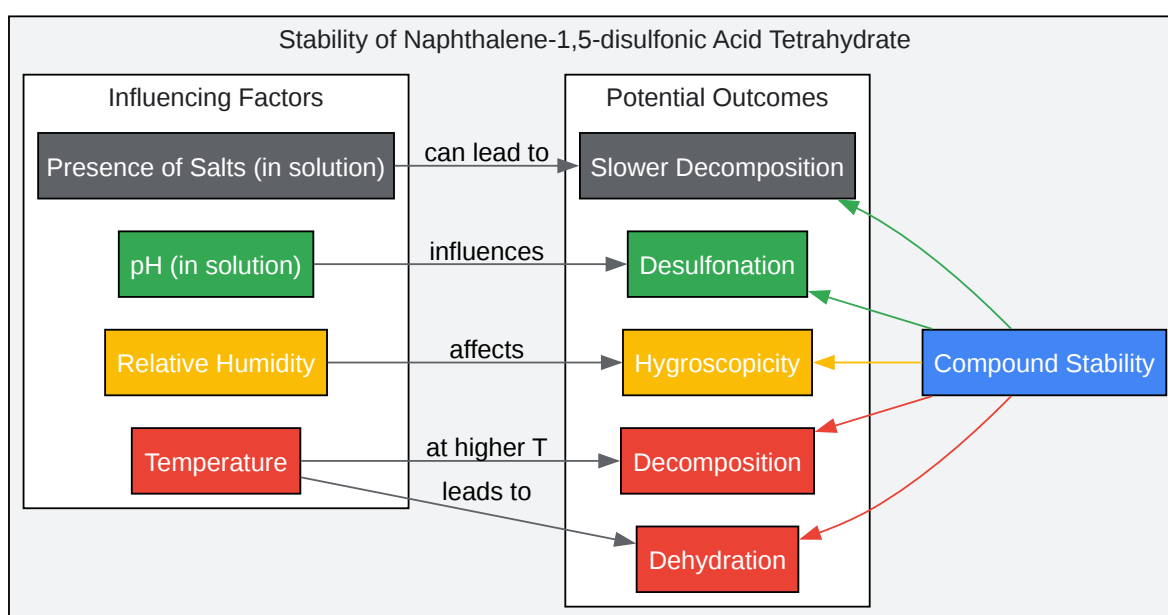 Stability of Naphthalene-1,5-disulfonic Acid Tetrahydrate
Influencing Factors
Potential Outcomes
Presence of Salts (in solution)
can lead to
Slower Decomposition
pH (in solution)
influences
Desulfonation
Relative Humidity
affects
Hygroscopicity
Compound Stability
Temperature
at higher T
Decomposition
leads to
Dehydration